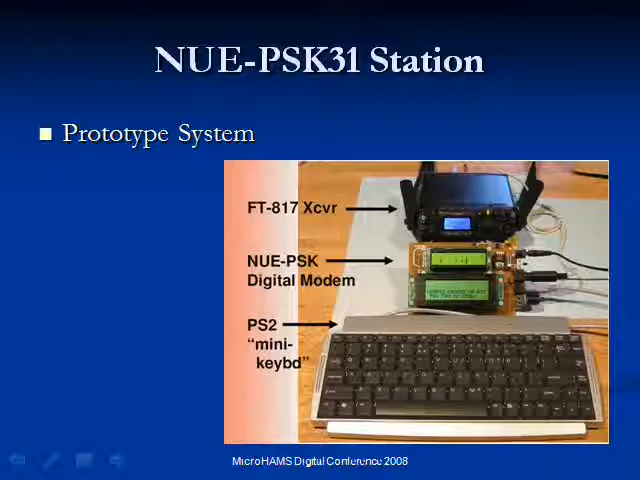 NUE-PSK31 Station
Prototype System
FT-817 Xcvr
NUE-PSK
Digital Modem
PS2
“mini-
keybd”
MicroHAMS Digital Conference 2008